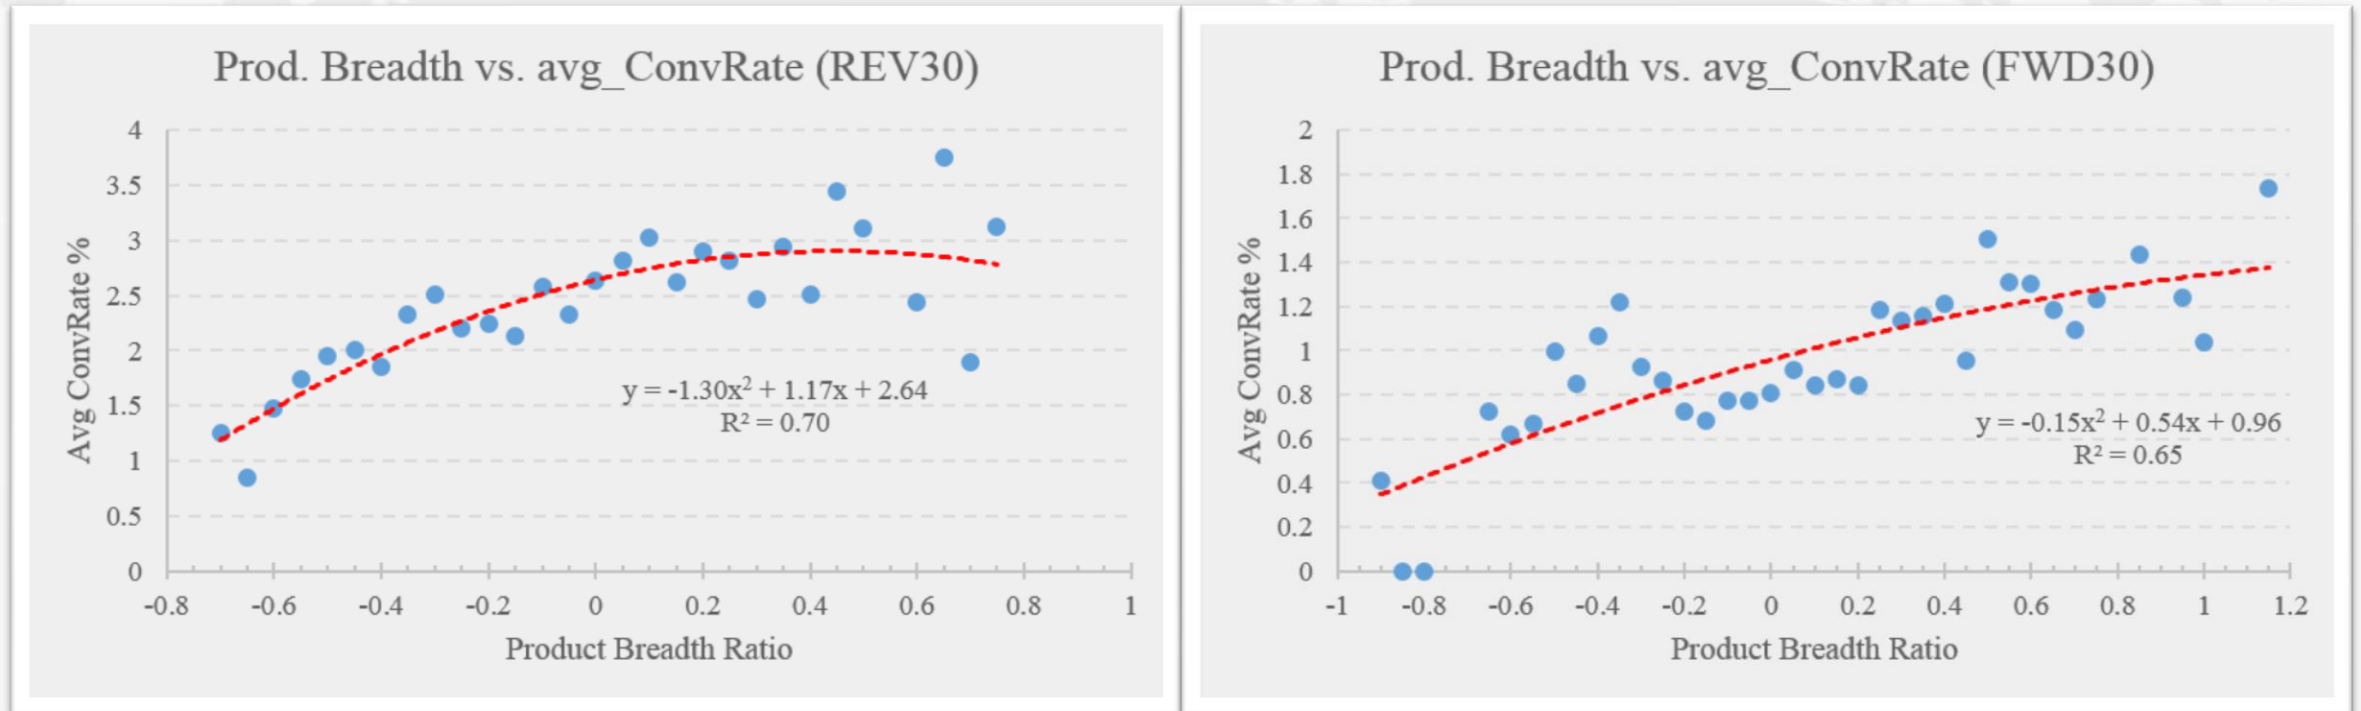 Prod. Breadth vs. avg_ConvRate (REV30)
4
3.5
3
2.5
2
1.5
1
0.5
0
Avg ConvRate %
y = -1.30x² + 1.17x + 2.64
R² = 0.70
-0.8 -0.6 -0.4 -0.2 0 0.2 0.4 0.6 0.8 1
Product Breadth Ratio
Prod. Breadth vs. avg_ConvRate (FWD30)
2
1.8
1.6
1.4
1.2
1
0.8
0.6
0.4
0.2
0
Avg ConvRate %
y = -0.15x² + 0.54x + 0.96
R² = 0.65
-1 -0.8 -0.6 -0.4 -0.2 0 0.2 0.4 0.6 0.8 1 1.2
Product Breadth Ratio